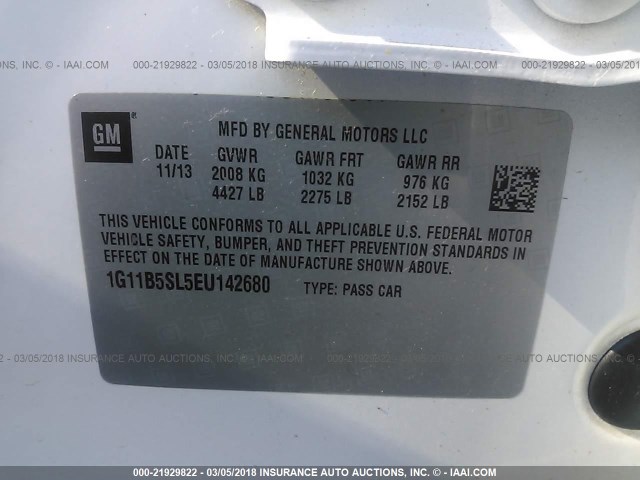 000-21929822 - 03/05/2018 INSURANCE AUTO AUCTIONS, INC. - IAAI.COM
GM
MFD BY GENERAL MOTORS LLC
DATE GVWR GAWR FRT GAWR RR
11/13 2008 KG 1032 KG 976 KG
4427 LB 2275 LB 2152 LB
THIS VEHICLE CONFORMS TO ALL APPLICABLE U.S. FEDERAL MOTOR
VEHICLE SAFETY, BUMPER, AND THEFT PREVENTION STANDARDS IN
EFFECT ON THE DATE OF MANUFACTURE SHOWN ABOVE.
1G11B5SL5EU142680 TYPE: PASS CAR
000-21929822 - 03/05/2018 INSURANCE AUTO AUCTIONS, INC. - IAAI.COM